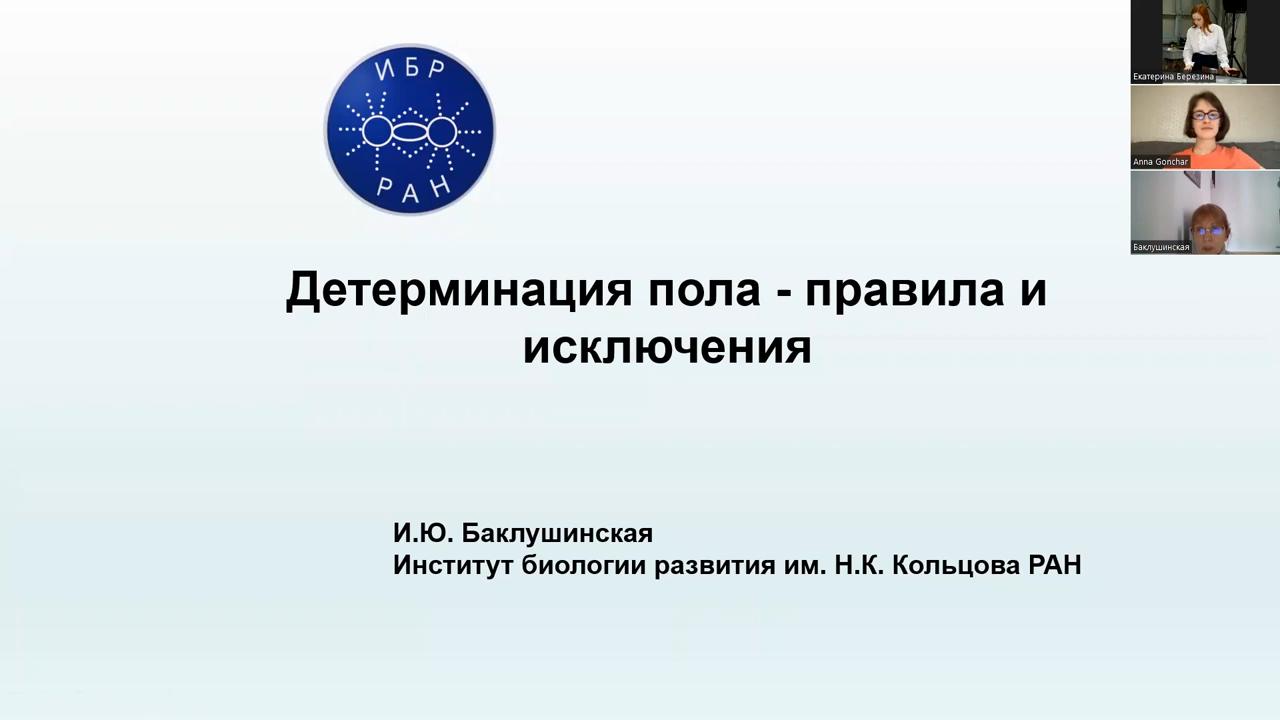 ИБР
РАН
Детерминация пола - правила и
исключения
И.Ю. Баклушинская
Институт биологии развития им. Н.К. Кольцова РАН
Екатерина Березина
Anna Gonchar
Баклушинская